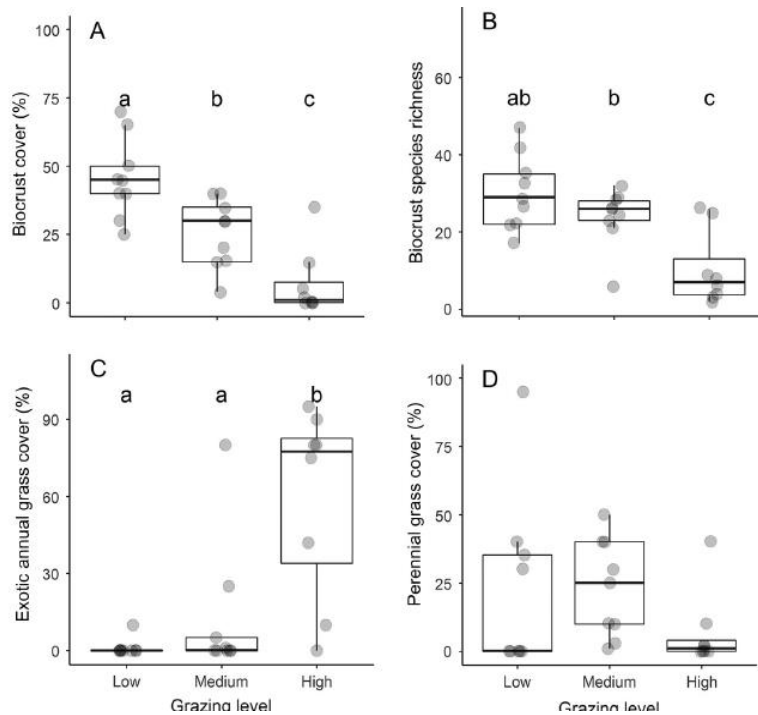 A
Biocrust cover (%)
100
75
50
25
0
a b c
B
Biocrust species richness
60
40
20
0
ab b c
C
Exotic annual grass cover (%)
90
60
30
0
a a b
Low Medium High
Grazing level
D
Perennial grass cover (%)
100
75
50
25
0
Low Medium High
Grazing level